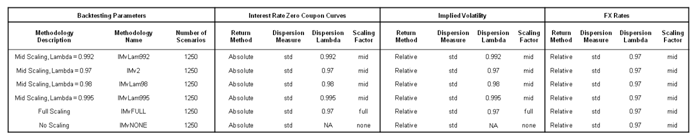 Backtesting Parameters Interest Rate Zero Coupon Curves Implied Volatility FX Rates
Methodology Description Methodology Name Number of Scenarios Return Method Dispersion Measure Dispersion Lambda Scaling Factor Return Method Dispersion Measure Dispersion Lambda Scaling Factor Return Method Dispersion Measure Dispersion Lambda Scaling Factor
Mid Scaling, Lambda = 0.992 IMvLam992 1250 Absolute std 0.992 mid Relative std 0.992 mid Relative std 0.97 mid
Mid Scaling, Lambda = 0.97 IMv2 1250 Absolute std 0.97 mid Relative std 0.97 mid Relative std 0.97 mid
Mid Scaling, Lambda = 0.98 IMvLam98 1250 Absolute std 0.98 mid Relative std 0.98 mid Relative std 0.97 mid
Mid Scaling, Lambda = 0.995 IMvLam995 1250 Absolute std 0.995 mid Relative std 0.995 mid Relative std 0.97 mid
Full Scaling IMvFULL 1250 Absolute std 0.97 full Relative std 0.97 full Relative std 0.97 mid
No Scaling IMvNONE 1250 Absolute std NA none Relative std NA none Relative std 0.97 mid